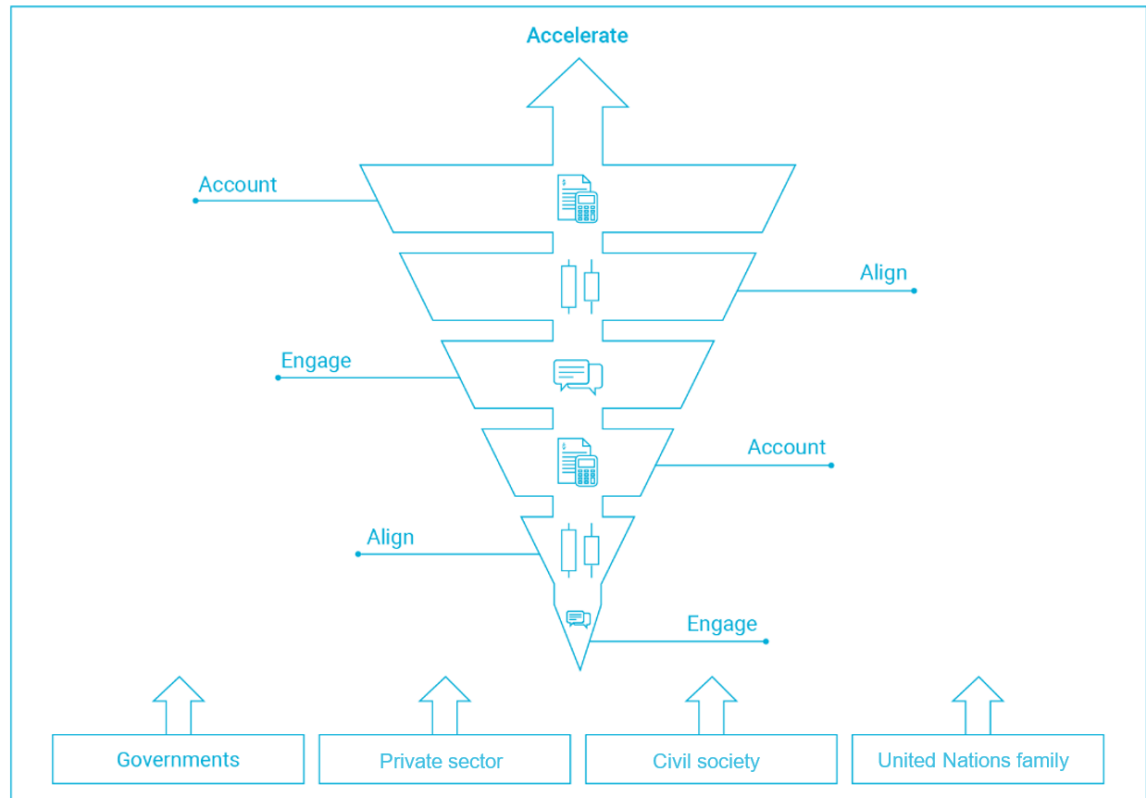 Accelerate
Account
Align
Engage
Account
Align
Engage
Governments
Private sector
Civil society
United Nations family